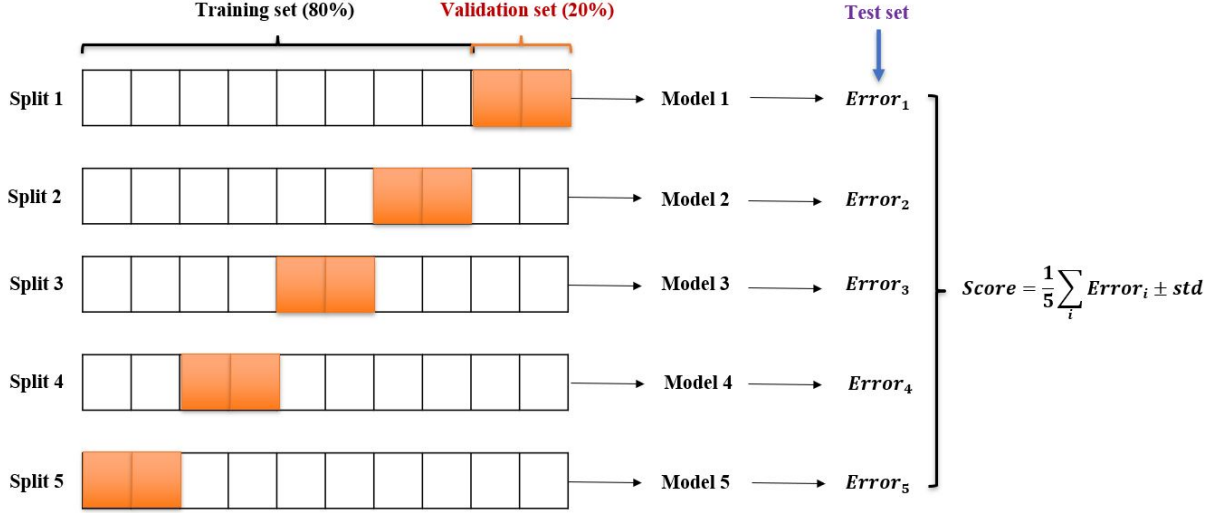 Training set (80%)
Validation set (20%)
Test set
Split 1
Model 1
Error₁
Split 2
Model 2
Error₂
Split 3
Model 3
Error₃
Score = 1/5 ∑ᵢ Errorᵢ ± std
Split 4
Model 4
Error₄
Split 5
Model 5
Error₅